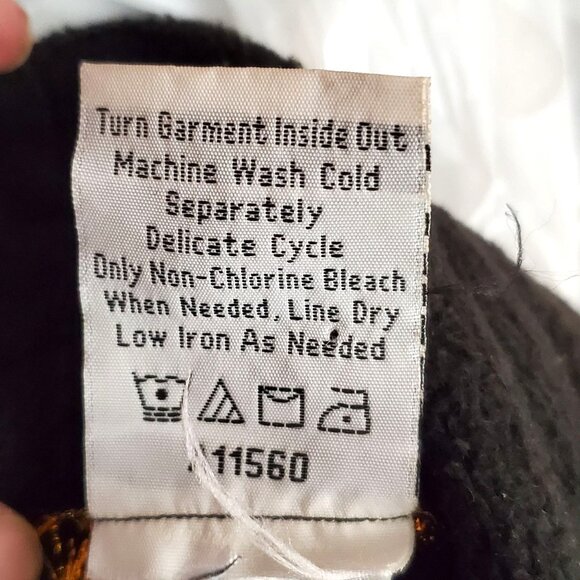 Turn Garment Inside Out
Machine Wash Cold
Separately
Delicate Cycle
Only Non-Chlorine Bleach
When Needed, Line Dry
Low Iron As Needed
A11560